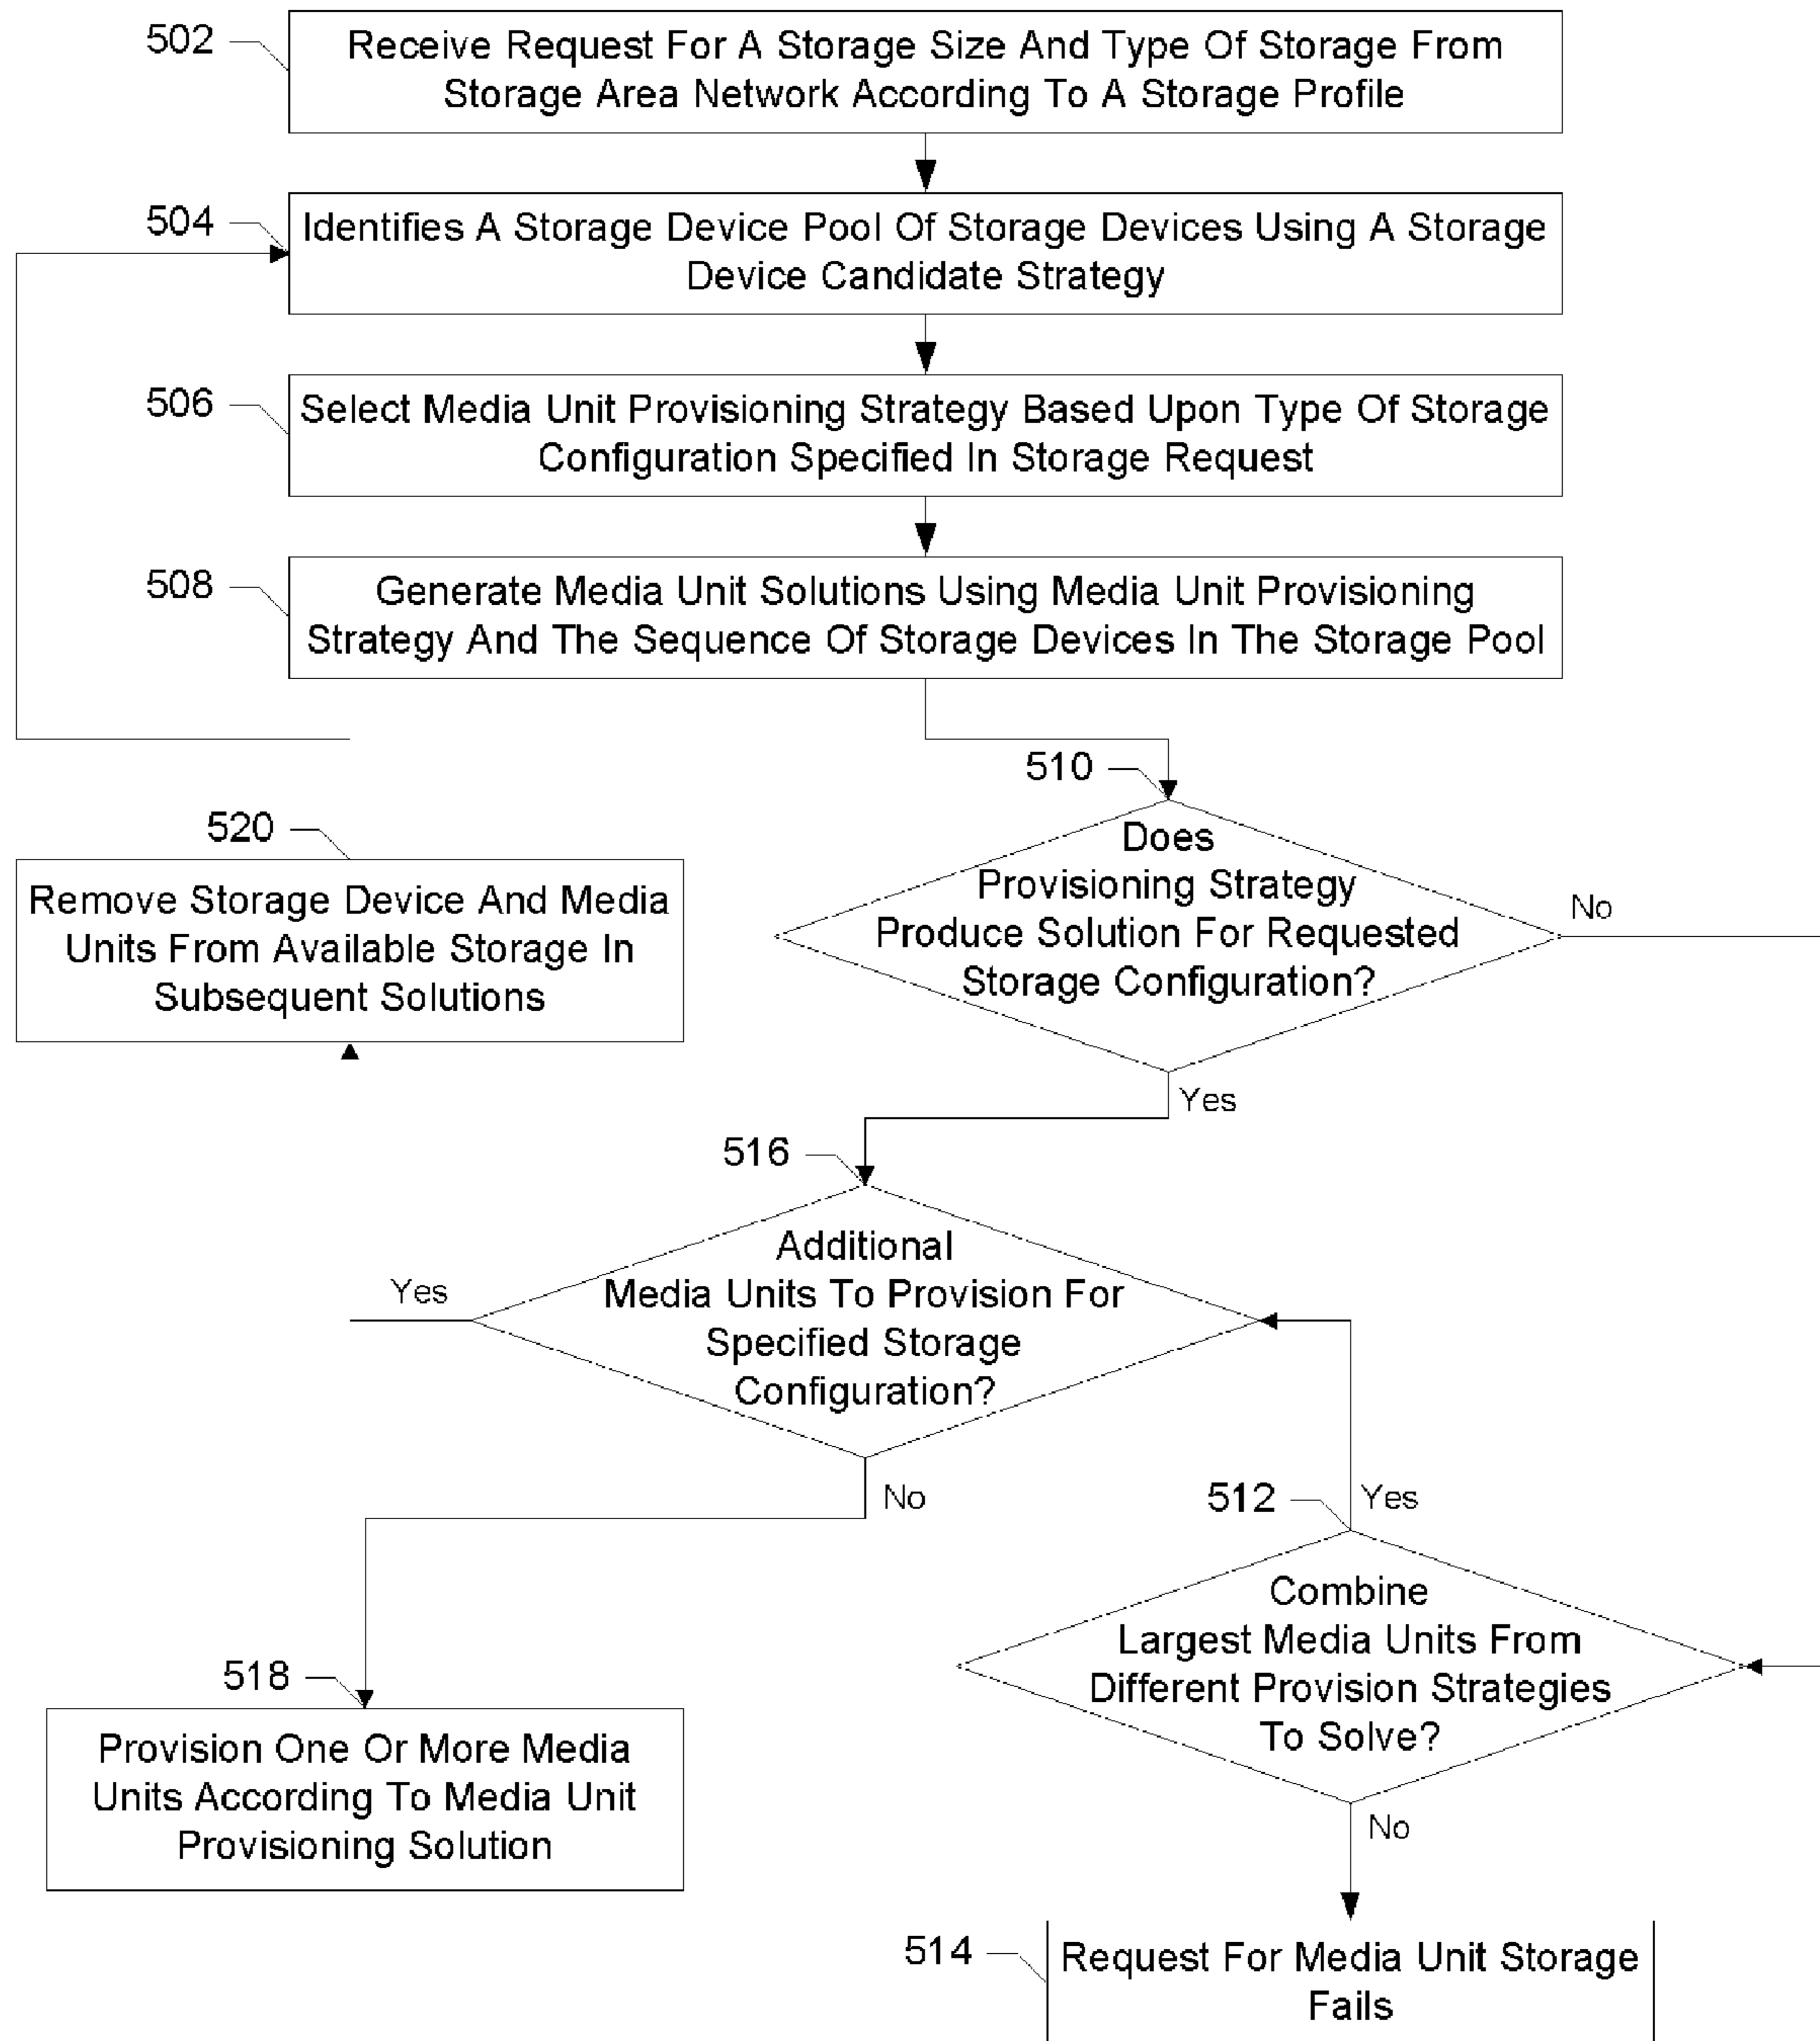 502
Receive Request For A Storage Size And Type Of Storage From
Storage Area Network According To A Storage Profile
504
Identifies A Storage Device Pool Of Storage Devices Using A Storage
Device Candidate Strategy
506
Select Media Unit Provisioning Strategy Based Upon Type Of Storage
Configuration Specified In Storage Request
508
Generate Media Unit Solutions Using Media Unit Provisioning
Strategy And The Sequence Of Storage Devices In The Storage Pool
510
Does
Provisioning Strategy
Produce Solution For Requested
Storage Configuration?
No
Yes
520
Remove Storage Device And Media
Units From Available Storage In
Subsequent Solutions
516
Additional
Media Units To Provision For
Specified Storage
Configuration?
Yes
No
512
Yes
Combine
Largest Media Units From
Different Provision Strategies
To Solve?
No
518
Provision One Or More Media
Units According To Media Unit
Provisioning Solution
514
Request For Media Unit Storage
Fails